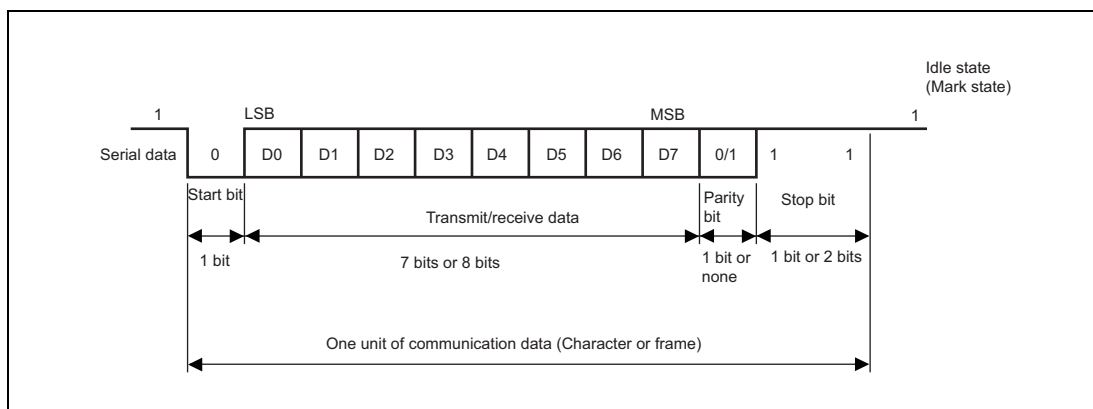 Idle state
(Mark state)
1 LSB MSB 1
Serial data 0 D0 D1 D2 D3 D4 D5 D6 D7 0/1 1 1
Start bit
Transmit/receive data
Parity
bit
Stop bit
1 bit
7 bits or 8 bits
1 bit or
none
1 bit or 2 bits
One unit of communication data (Character or frame)